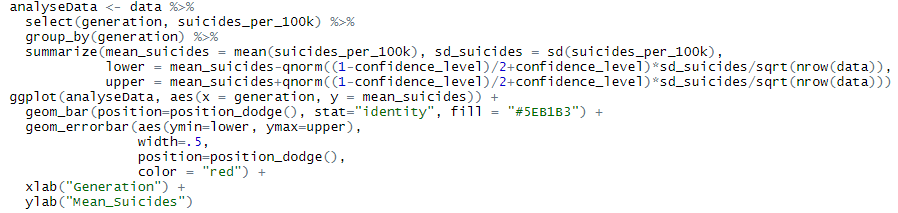 analyseData <- data %>%
  select(generation, suicides_per_100k) %>%
  group_by(generation) %>%
  summarize(mean_suicides = mean(suicides_per_100k), sd_suicides = sd(suicides_per_100k),
            lower = mean_suicides-qnorm((1-confidence_level)/2+confidence_level)*sd_suicides/sqrt(nrow(data)),
            upper = mean_suicides+qnorm((1-confidence_level)/2+confidence_level)*sd_suicides/sqrt(nrow(data)))
ggplot(analyseData, aes(x = generation, y = mean_suicides)) +
  geom_bar(position=position_dodge(), stat="identity", fill = "#5EB1B3") +
  geom_errorbar(aes(ymin=lower, ymax=upper),
                width=.5,
                position=position_dodge(),
                color = "red") +
  xlab("Generation") +
  ylab("Mean_Suicides")